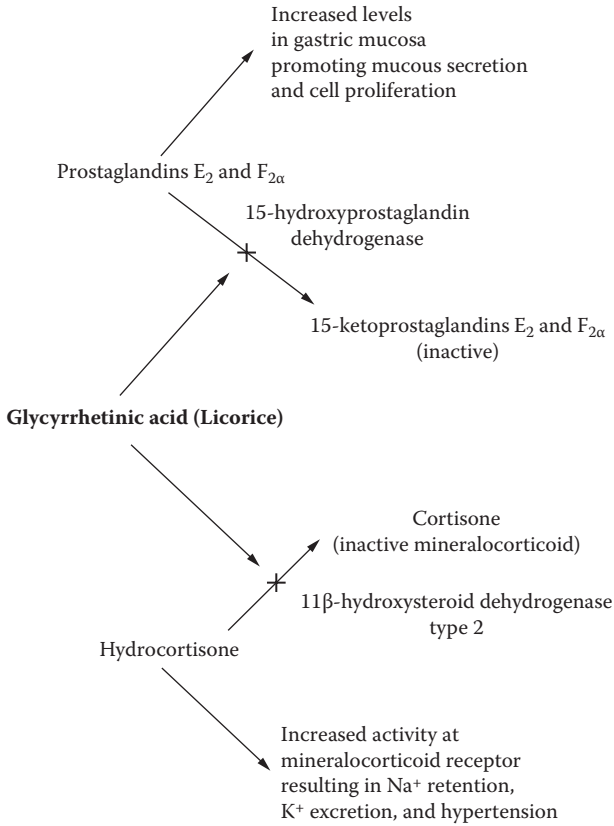 Increased levels
in gastric mucosa
promoting mucous secretion
and cell proliferation
Prostaglandins E₂ and F₂α
15-hydroxyprostaglandin
dehydrogenase
15-ketoprostaglandins E₂ and F₂α
(inactive)
Glycyrrhetinic acid (Licorice)
Cortisone
(inactive mineralocorticoid)
11β-hydroxysteroid dehydrogenase
type 2
Hydrocortisone
Increased activity at
mineralocorticoid receptor
resulting in Na⁺ retention,
K⁺ excretion, and hypertension